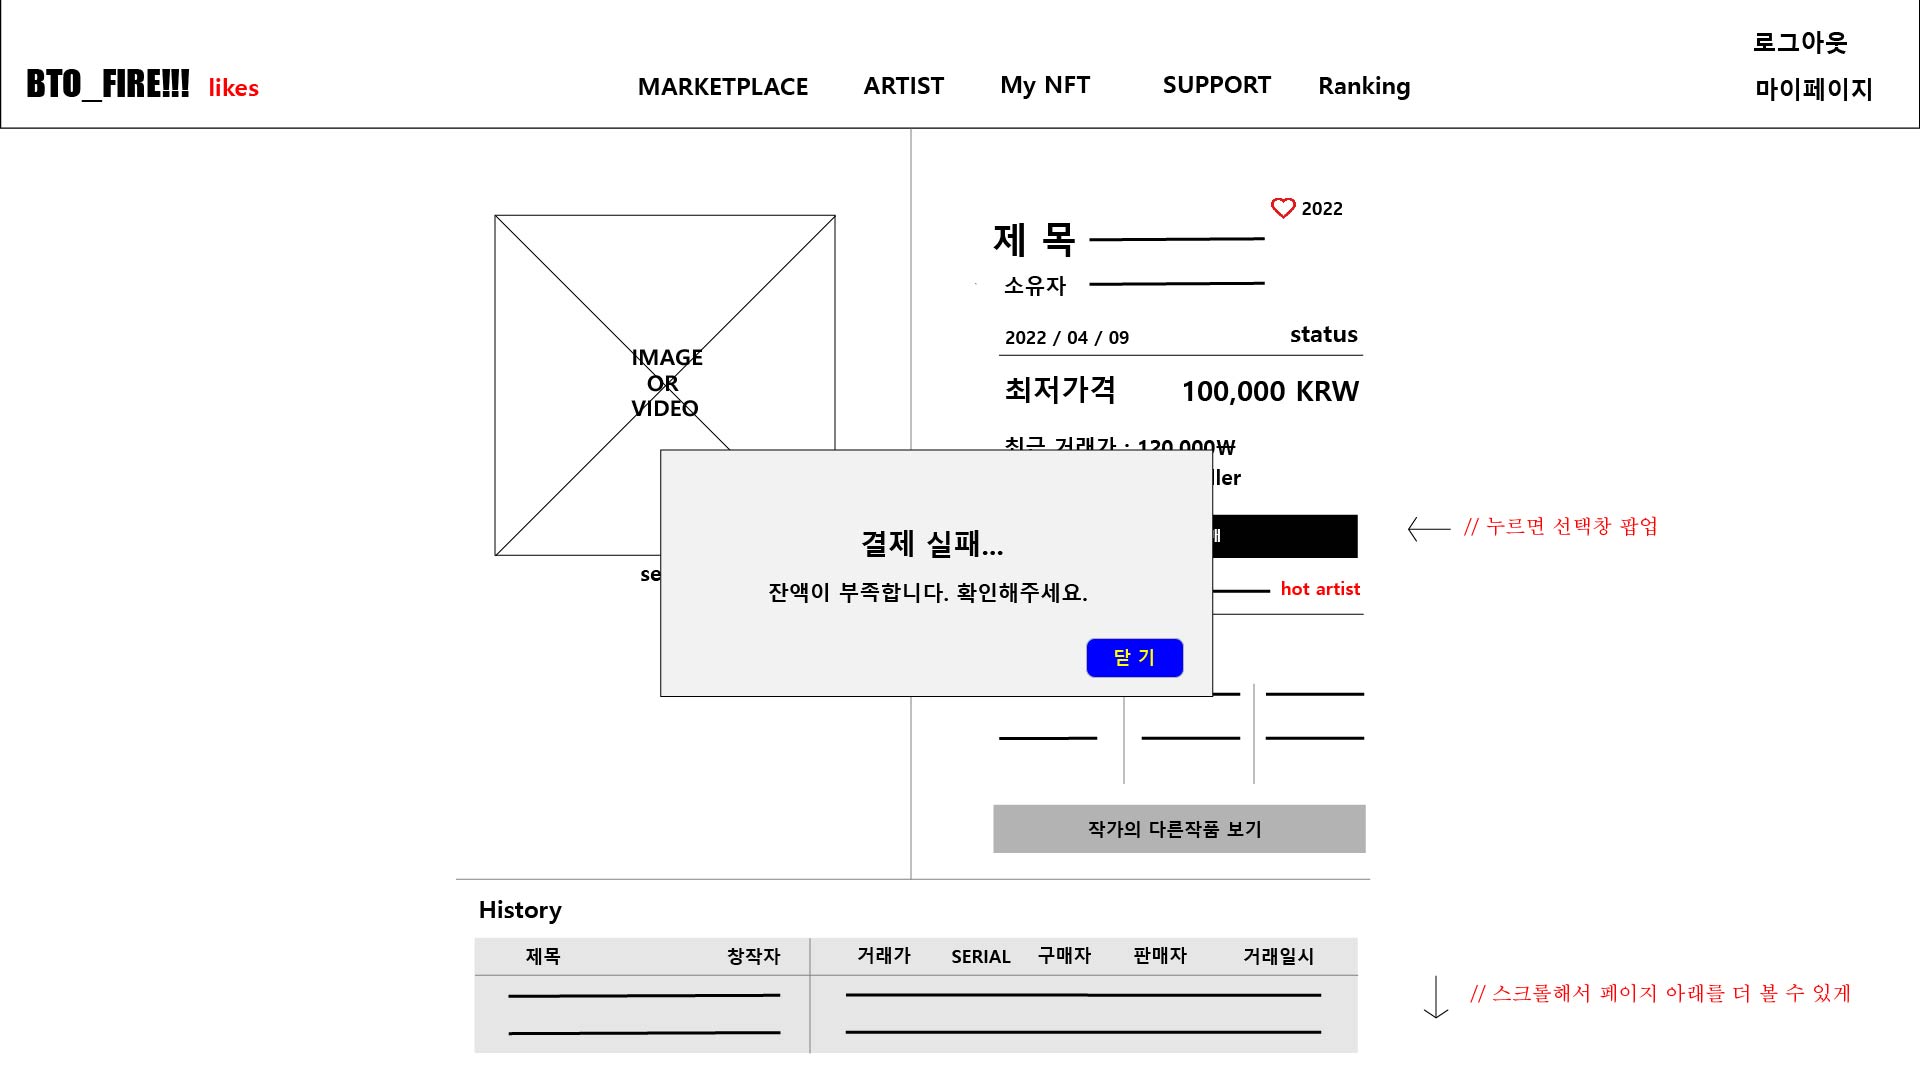 로그아웃
BTO_FIRE!!! likes MARKETPLACE ARTIST My NFT SUPPORT Ranking 마이페이지
2022
제 목
소유자
2022 / 04 / 09 status
IMAGE
OR
VIDEO
최저가격 100,000 KRW
최근 거래가 : 120,000₩
ller
// 누르면 선택창 팝업
결제 실패...
se
잔액이 부족합니다. 확인해주세요.
hot artist
닫 기
작가의 다른작품 보기
History
제목 창작자 거래가 SERIAL 구매자 판매자 거래일시
// 스크롤해서 페이지 아래를 더 볼 수 있게